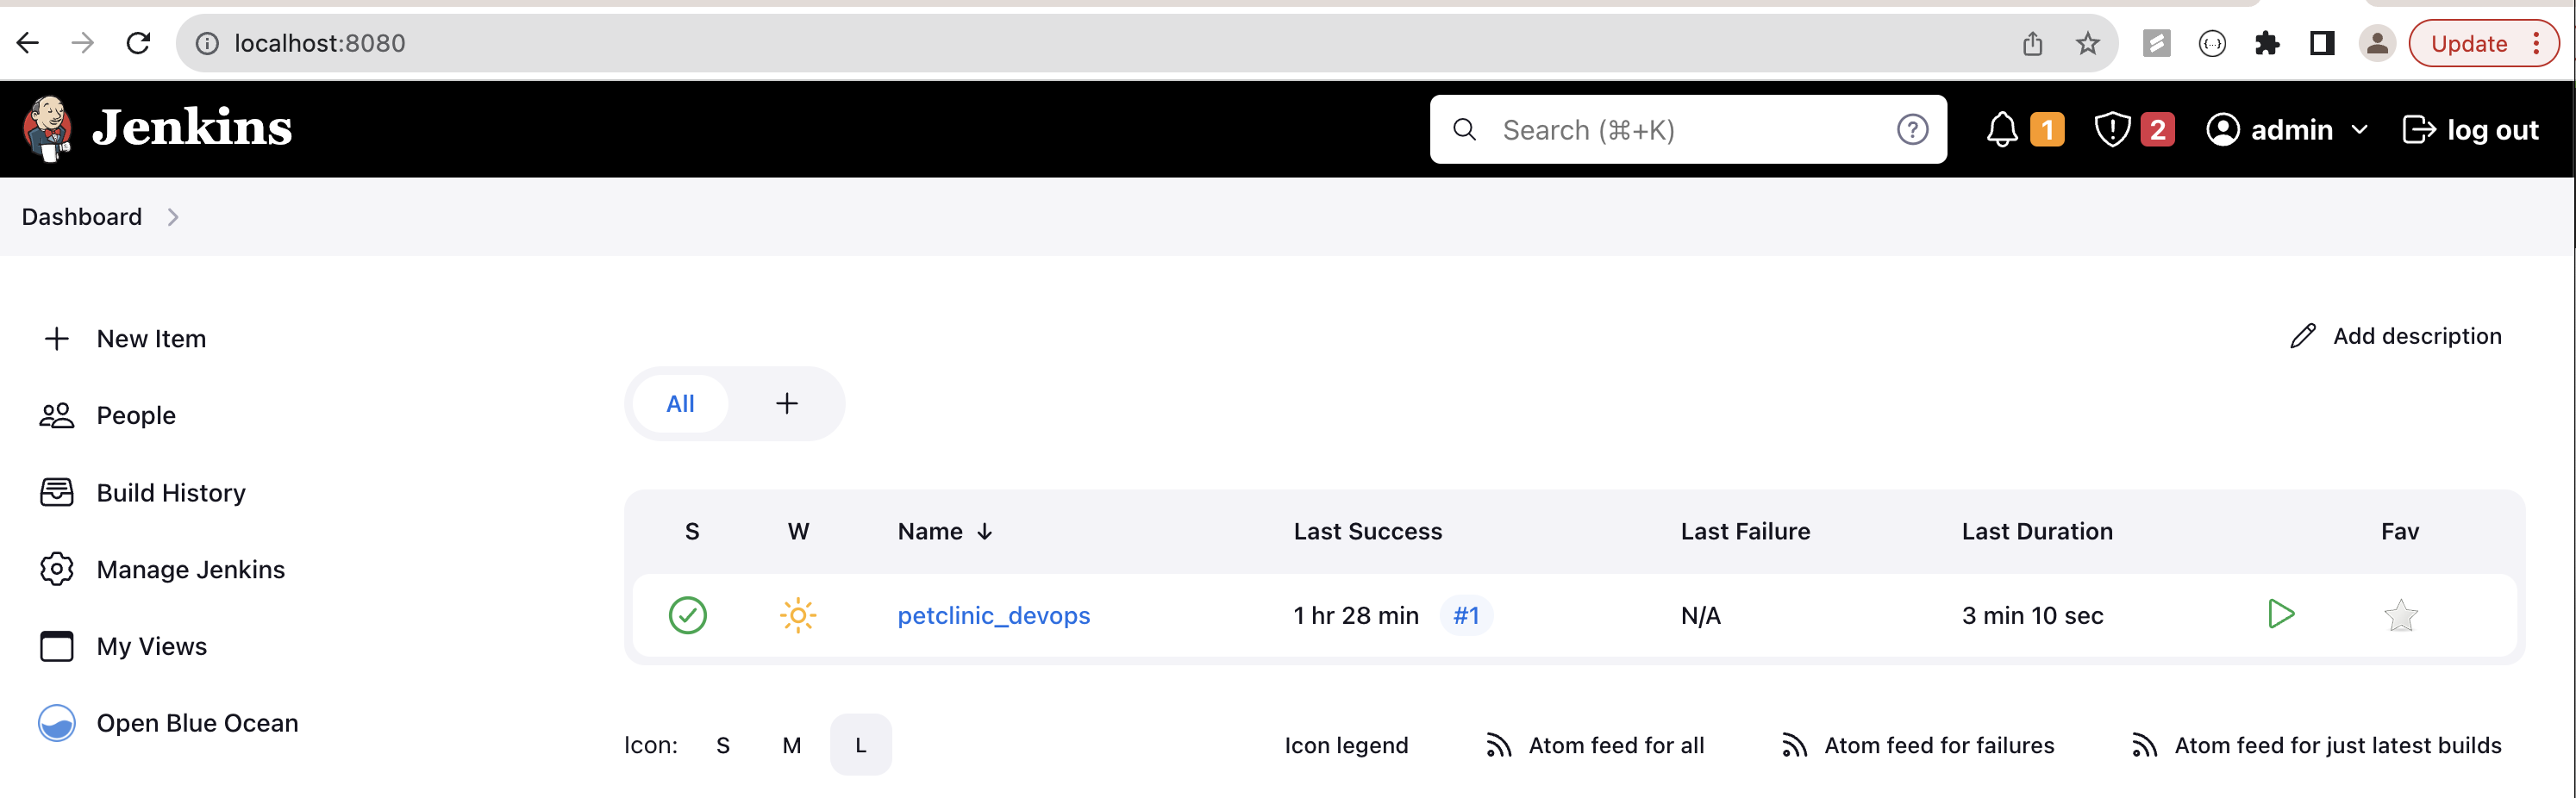 localhost:8080
Update
Jenkins
Search (⌘+K)
1
2
admin
log out
Dashboard
New Item
Add description
People
All
Build History
S W Name ↓ Last Success Last Failure Last Duration Fav
Manage Jenkins
petclinic_devops 1 hr 28 min #1 N/A 3 min 10 sec
My Views
Open Blue Ocean
Icon: S M L
Icon legend
Atom feed for all
Atom feed for failures
Atom feed for just latest builds